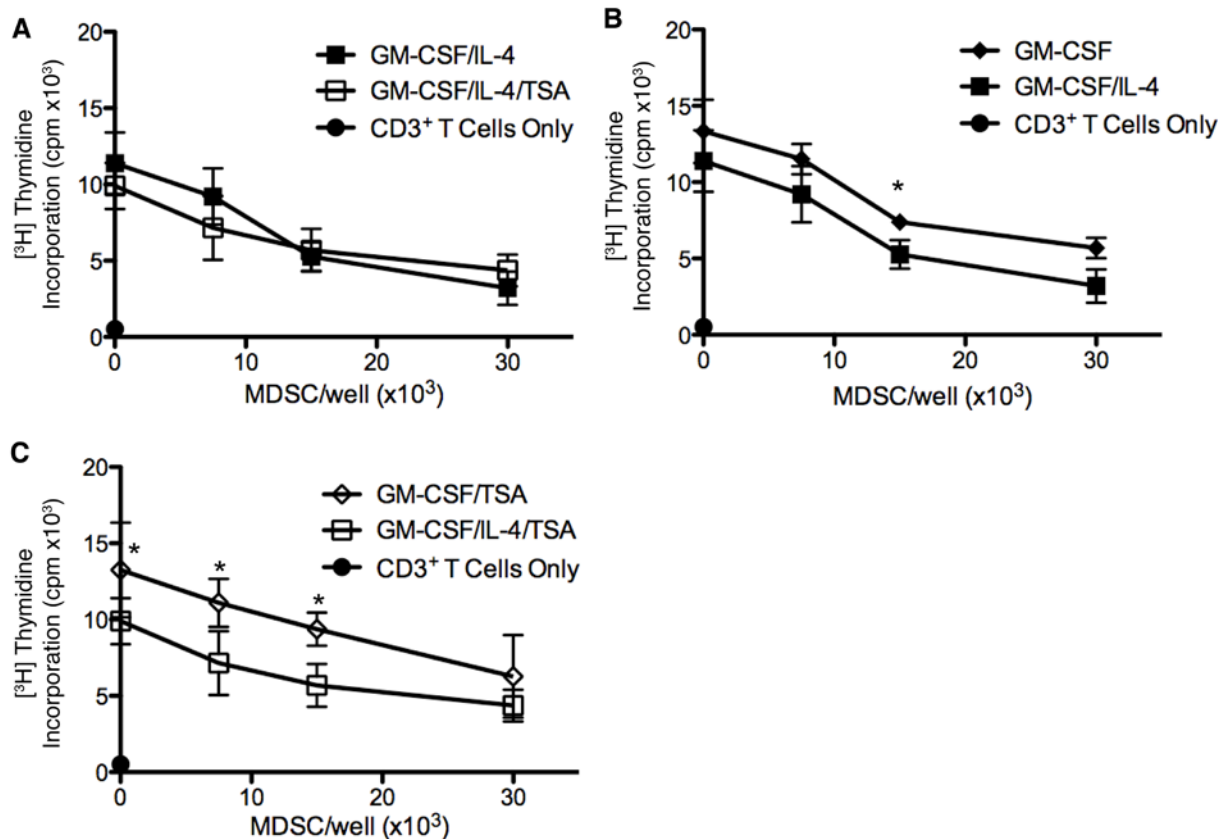 A
20
15
10
5
0
[³H] Thymidine
Incorporation (cpm x10³)
GM-CSF/IL-4
GM-CSF/IL-4/TSA
CD3⁺ T Cells Only
0 10 20 30
MDSC/well (x10³)
B
20
15
10
5
0
[³H] Thymidine
Incorporation (cpm x10³)
GM-CSF
GM-CSF/IL-4
CD3⁺ T Cells Only
*
0 10 20 30
MDSC/well (x10³)
C
20
15
10
5
0
[³H] Thymidine
Incorporation (cpm x10³)
GM-CSF/TSA
GM-CSF/IL-4/TSA
CD3⁺ T Cells Only
* * *
0 10 20 30
MDSC/well (x10³)